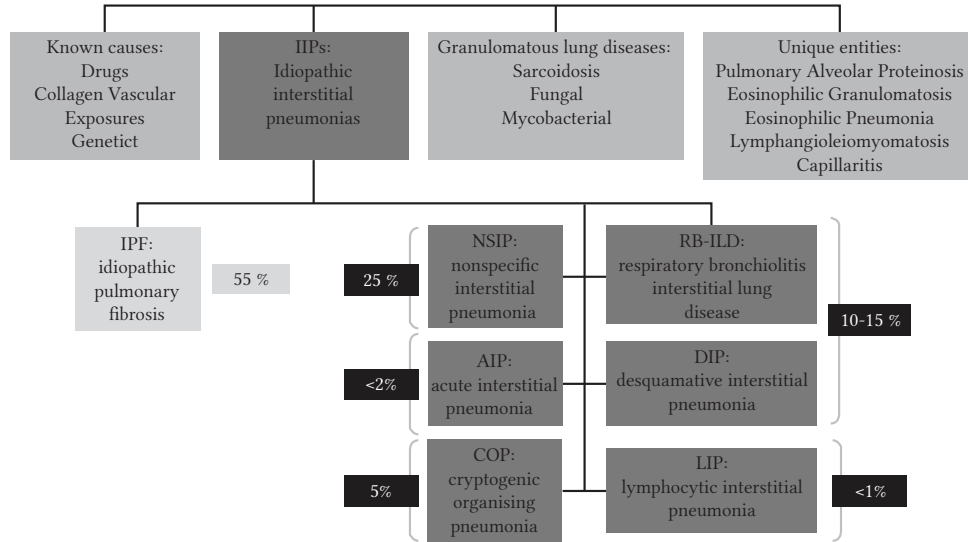 Known causes:
Drugs
Collagen Vascular
Exposures
Genetict
IIPs:
Idiopathic
interstitial
pneumonias
Granulomatous lung diseases:
Sarcoidosis
Fungal
Mycobacterial
Unique entities:
Pulmonary Alveolar Proteinosis
Eosinophilic Granulomatosis
Eosinophilic Pneumonia
Lymphangioleiomyomatosis
Capillaritis
IPF:
idiopathic
pulmonary
fibrosis
55 %
25 %
NSIP:
nonspecific
interstitial
pneumonia
RB-ILD:
respiratory bronchiolitis
interstitial lung
disease
10-15 %
<2%
AIP:
acute interstitial
pneumonia
DIP:
desquamative interstitial
pneumonia
5%
COP:
cryptogenic
organising
pneumonia
LIP:
lymphocytic interstitial
pneumonia
<1%